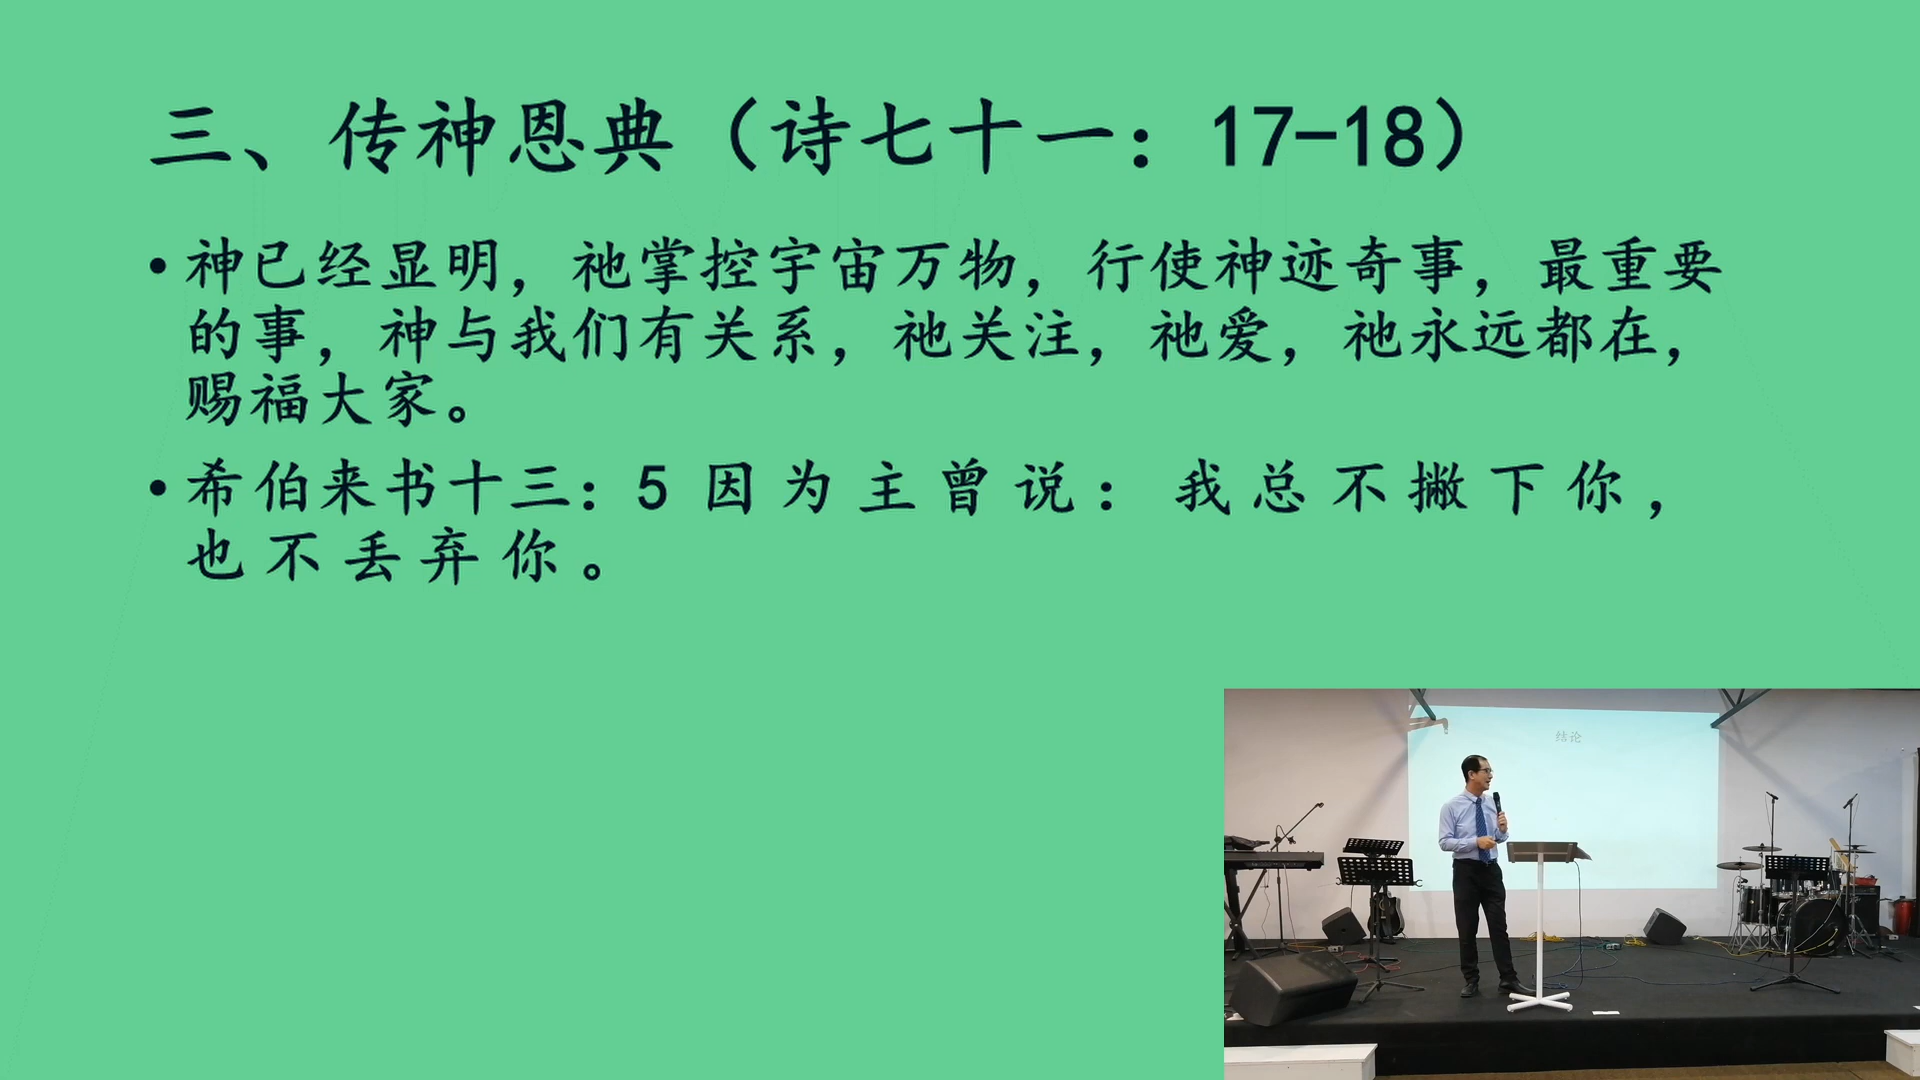 三、传神恩典（诗七十一：17-18）
•神已经显明，祂掌控宇宙万物，行使神迹奇事，最重要
的事，神与我们有关系，祂关注，祂爱，祂永远都在，
赐福大家。
•希伯来书十三：5 因 为 主 曾 说 ： 我 总 不 撇 下 你 ，
也 不 丢 弃 你 。
结论